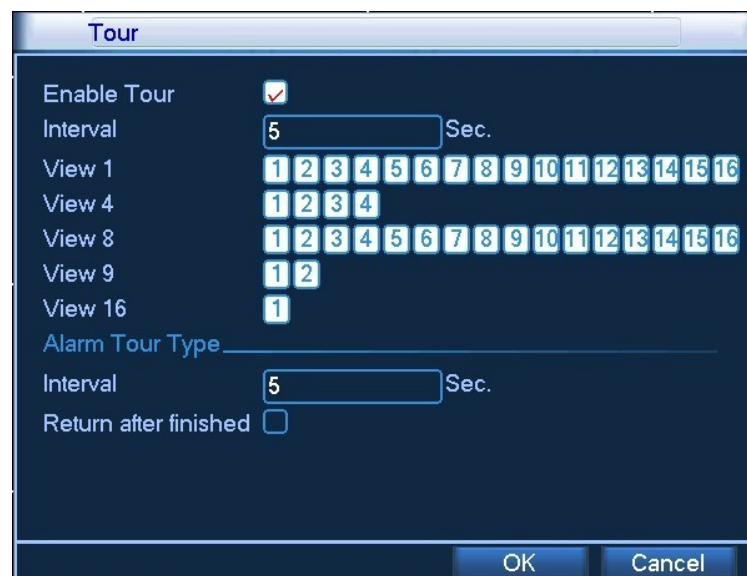 Tour
Enable Tour
Interval 5 Sec.
View 1 1 2 3 4 5 6 7 8 9 10 11 12 13 14 15 16
View 4 1 2 3 4
View 8 1 2 3 4 5 6 7 8 9 10 11 12 13 14 15 16
View 9 1 2
View 16 1
Alarm Tour Type
Interval 5 Sec.
Return after finished
OK Cancel